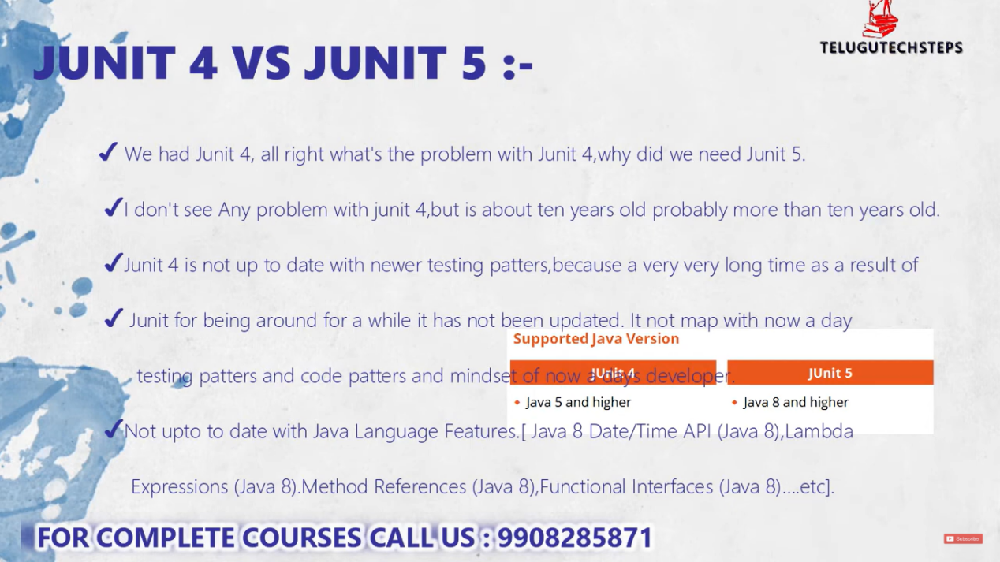 TELUGUTECHSTEPS
JUNIT 4 VS JUNIT 5 :-
We had Junit 4, all right what's the problem with Junit 4,why did we need Junit 5.
I don't see Any problem with junit 4,but is about ten years old probably more than ten years old.
Junit 4 is not up to date with newer testing patters,because a very very long time as a result of
Junit for being around for a while it has not been updated. It not map with now a day
Supported Java Version
testing patters and code patters and mindset of now a days developer.
JUnit 4 JUnit 5
Java 5 and higher Java 8 and higher
Not upto to date with Java Language Features.[ Java 8 Date/Time API (Java 8),Lambda
Expressions (Java 8).Method References (Java 8),Functional Interfaces (Java 8)....etc].
FOR COMPLETE COURSES CALL US : 9908285871
Subscribe